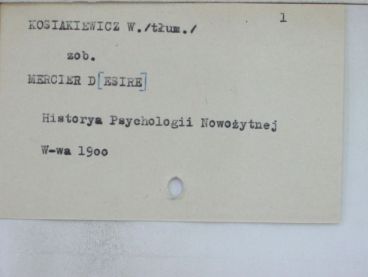 1
KOSIAKIEWICZ W./tłum./
zob.
MERCIER D[ESIRE]
Historya Psychologii Nowożytnej
W-wa 1900